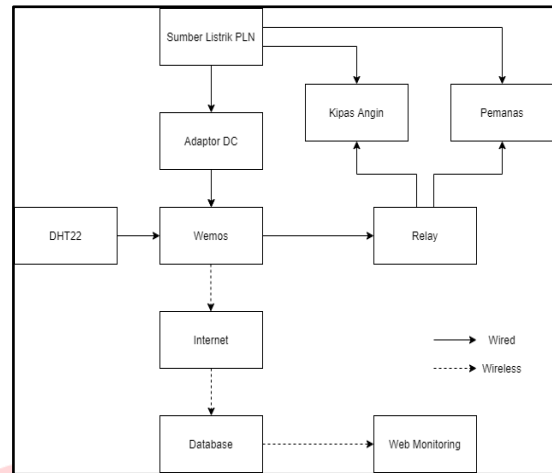 Sumber Listrik PLN
Kipas Angin
Pemanas
Adaptor DC
DHT22
Wemos
Relay
Internet
Wired
Wireless
Database
Web Monitoring